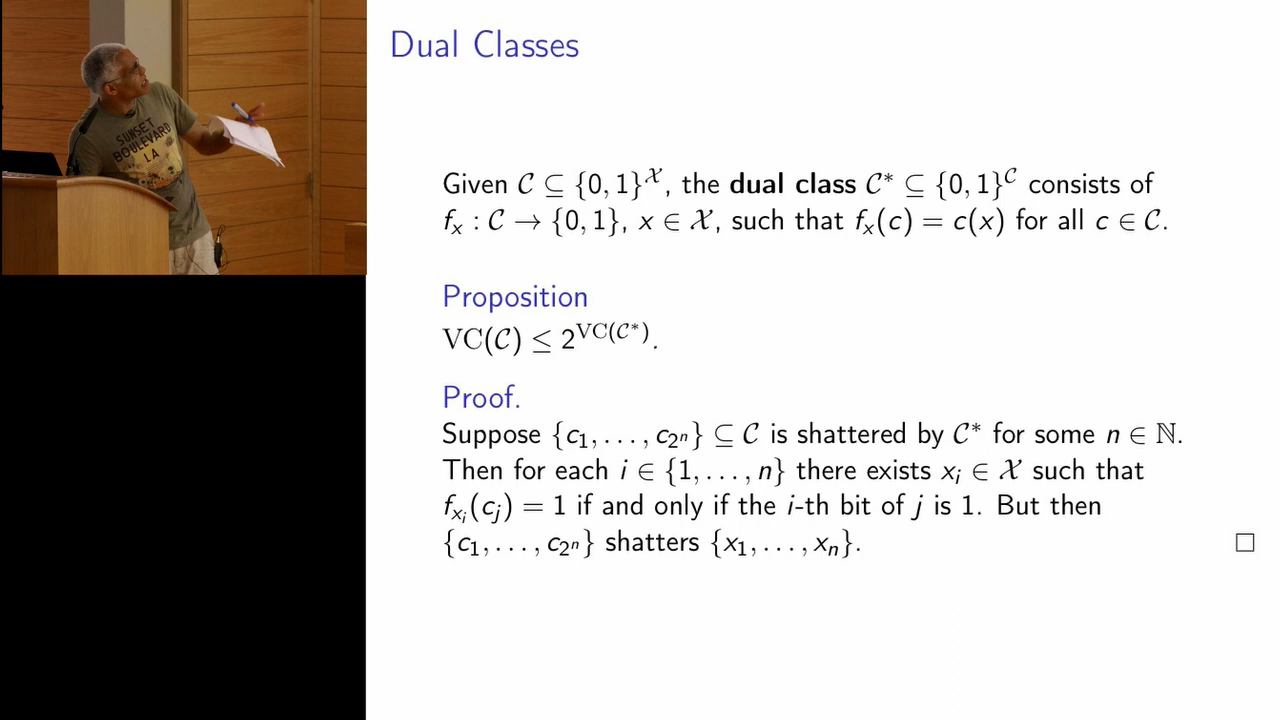 Dual Classes
SUNSET
BOULEVARD
LA
Given 𝒞 ⊆ {0, 1}^𝒳, the dual class 𝒞* ⊆ {0, 1}^𝒞 consists of
f_x : 𝒞 → {0, 1}, x ∈ 𝒳, such that f_x(c) = c(x) for all c ∈ 𝒞.
Proposition
VC(𝒞) ≤ 2^{VC(𝒞*)}.
Proof.
Suppose {c_1, . . . , c_{2^n}} ⊆ 𝒞 is shattered by 𝒞* for some n ∈ ℕ.
Then for each i ∈ {1, . . . , n} there exists x_i ∈ 𝒳 such that
f_{x_i}(c_j) = 1 if and only if the i-th bit of j is 1. But then
{c_1, . . . , c_{2^n}} shatters {x_1, . . . , x_n}. □